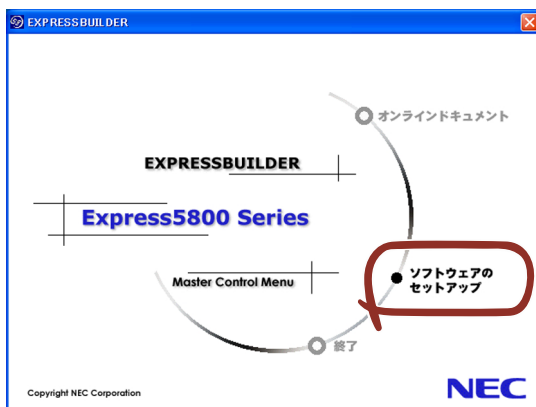 EXPRESSBUILDER
オンラインドキュメント
EXPRESSBUILDER
Express5800 Series
ソフトウェアの
セットアップ
Master Control Menu
終了
Copyright NEC Corporation
NEC